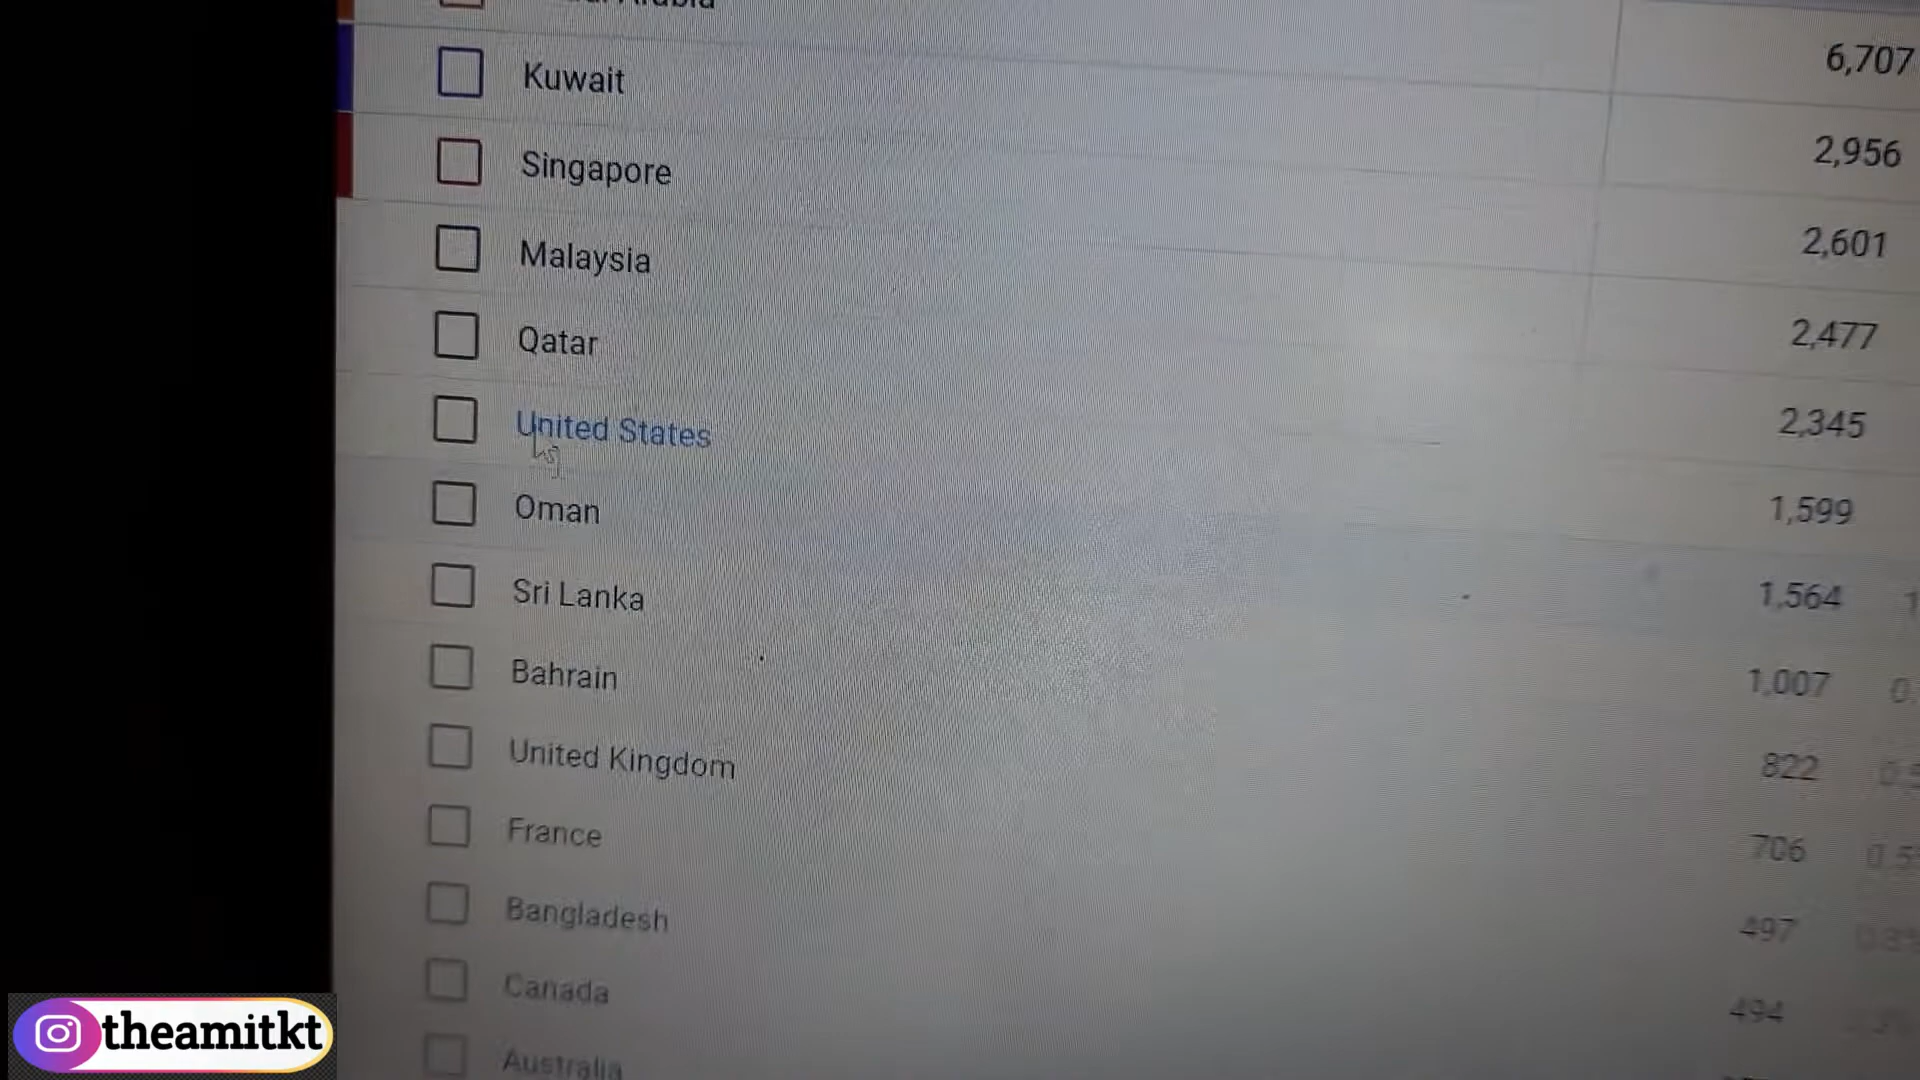 6,707
Kuwait 2,956
Singapore 2,601
Malaysia 2,477
Qatar 2,345
United States 1,599
Oman 1,564
Sri Lanka 1,007
Bahrain 822
United Kingdom 706
France 497
Bangladesh 494
Canada
Australia
theamitkt